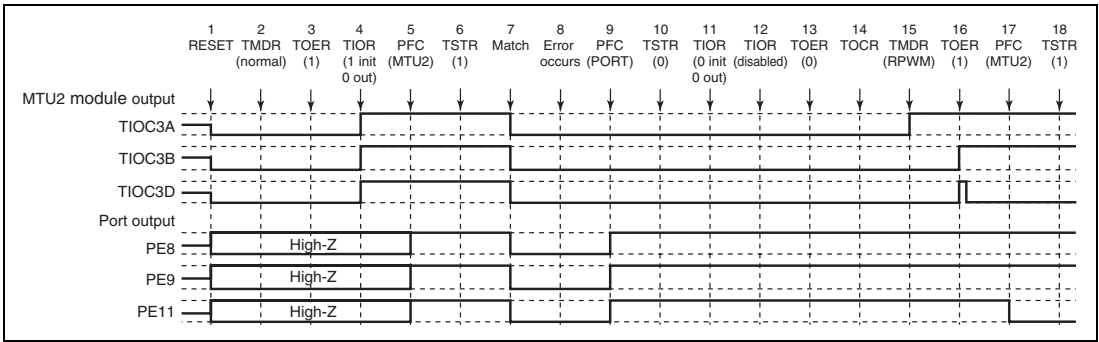 1 2 3 4 5 6 7 8 9 10 11 12 13 14 15 16 17 18
RESET TMDR TOER TIOR PFC TSTR Match Error PFC TSTR TIOR TIOR TOER TOCR TMDR TOER PFC TSTR
(normal) (1) (1 init (MTU2) (1) occurs (PORT) (0) (0 init (disabled) (0) (RPWM) (1) (MTU2) (1)
0 out) 0 out)
MTU2 module output
TIOC3A
TIOC3B
TIOC3D
Port output
PE8 High-Z
PE9 High-Z
PE11 High-Z